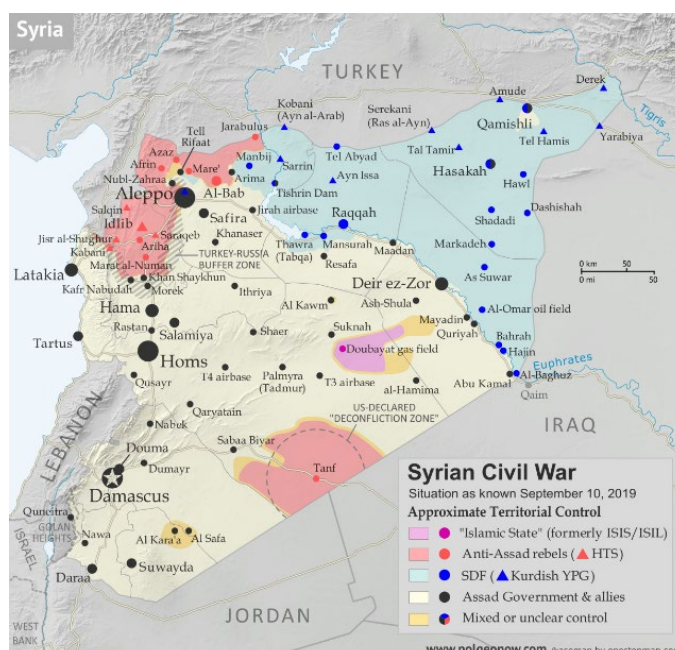 Syria
TURKEY
Tigris
Derek
Amude
Kobani
(Ayn al-Arab)
Serekani
(Ras al-Ayn)
Qamishli
Yarabiya
Tell
Rifaat
Jarabulus
Azaz
Manbij
Tel Abyad
Tal Tamir
Tel Hamis
Afrin
Mare'
Sarrin
Nubl-Zahraa
Arima
Ayn Issa
Hasakah
Hawl
Aleppo
Al-Bab
Tishrin Dam
Salqin
Safira
Jirah airbase
Raqqah
Shadadi
Dashishah
Idlib
Saraqeb
Khanaser
Jisr al-Shughur
Ariha
TURKEY-RUSSIA
BUFFER ZONE
Thawra
(Tabqa)
Mansurah
Maadan
Markadeh
Kabani
Marat al-Numan
Resafa
Latakia
Khan Shaykhun
As Suwar
Deir ez-Zor
0 km
50
0 mi
50
Kafr Nabudah
Morek
Ithriya
Al Kawm
Ash-Shula
Al-Omar oil field
Hama
Mayadin
Rastan
Salamiya
Shaer
Suknah
Quriyah
Bahrah
Tartus
Doubayat gas field
Hajin
Euphrates
Homs
Qusayr
T4 airbase
Palmyra
(Tadmur)
T3 airbase
al-Hamima
Abu Kamal
Al-Baghuz
Qaim
LEBANON
Qaryatain
US-DECLARED
"DECONFLICTION ZONE"
IRAQ
Nabek
Douma
Sabaa Biyar
Dumayr
Tanf
Damascus
Quneitra
GOLAN
HEIGHTS
Nawa
Al Kara'a
Al Safa
ISRAEL
Daraa
Suwayda
JORDAN
WEST
BANK
Syrian Civil War
Situation as known September 10, 2019
Approximate Territorial Control
"Islamic State" (formerly ISIS/ISIL)
Anti-Assad rebels (▲ HTS)
SDF (▲ Kurdish YPG)
Assad Government & allies
Mixed or unclear control
www.polgeonow.com